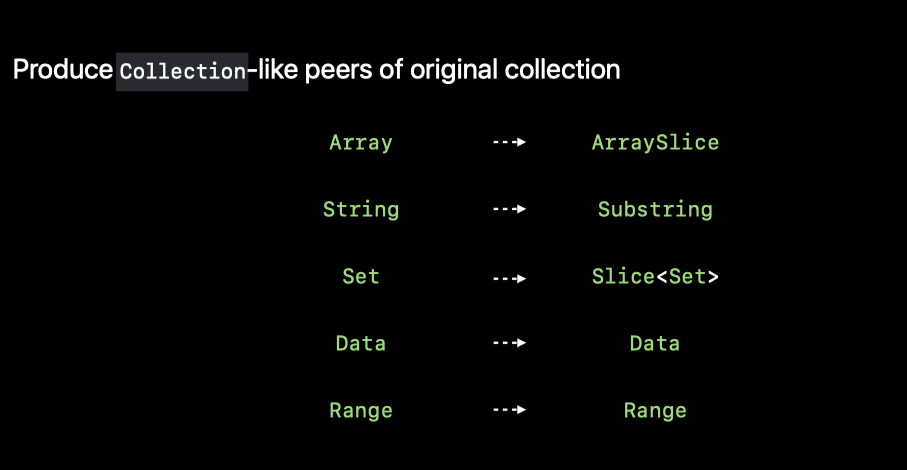 Produce Collection-like peers of original collection
Array ---> ArraySlice
String ---> Substring
Set ---> Slice<Set>
Data ---> Data
Range ---> Range